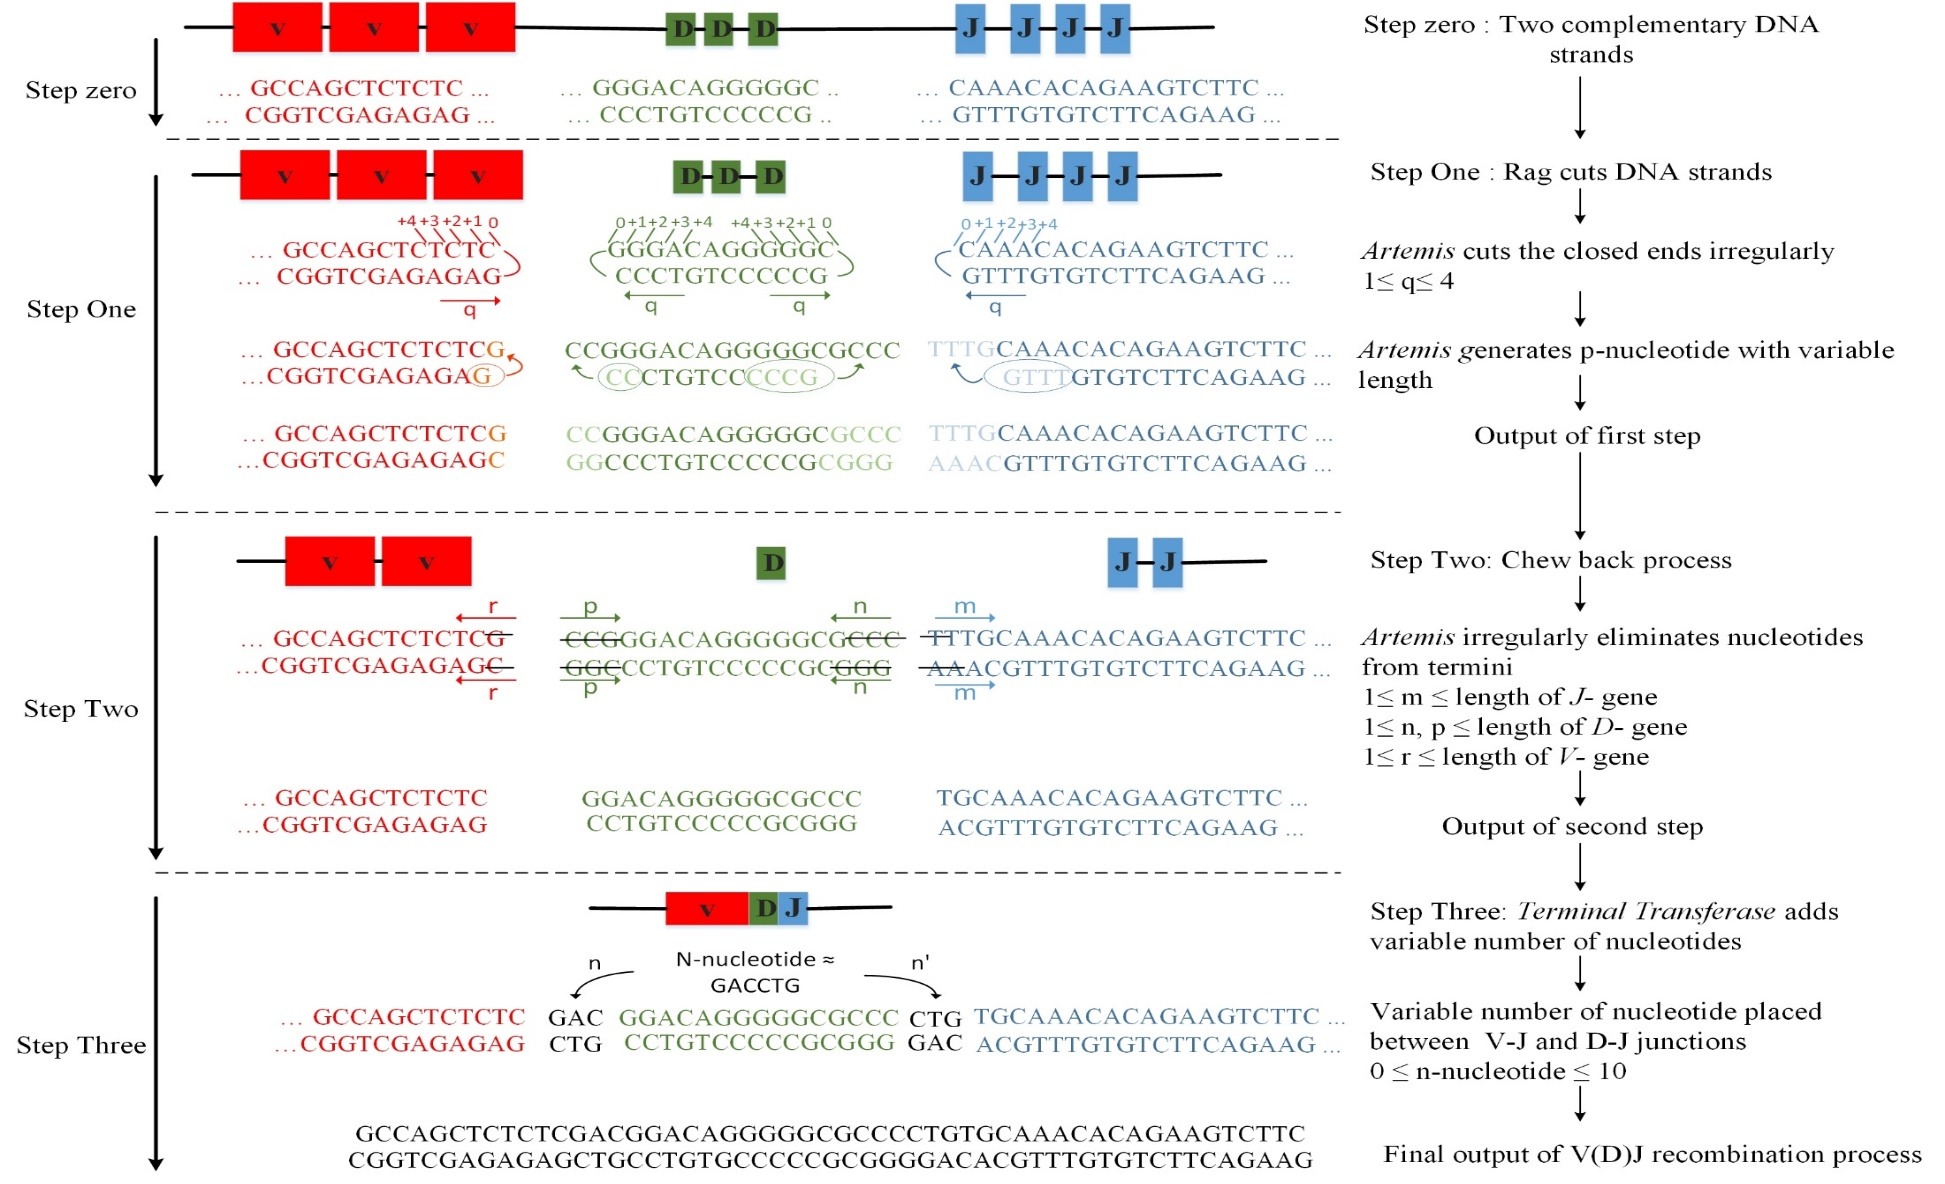 V V V D D D J J J J
Step zero : Two complementary DNA
strands
Step zero
... GCCAGCTCTCTC ... ... GGGACAGGGGGC .. ... CAAACACAGAAGTCTTC ...
... CGGTCGAGAGAG ... ... CCCTGTCCCCCG .. ... GTTTGTGTCTTCAGAAG ...
V V V D D D J J J J
Step One : Rag cuts DNA strands
+4 +3 +2 +1 0 0 +1 +2 +3 +4 +4 +3 +2 +1 0 0 +1 +2 +3 +4
... GCCAGCTCTCTC GGGACAGGGGGC CAAACACAGAAGTCTTC ...
... CGGTCGAGAGAG CCCTGTCCCCCG GTTTGTGTCTTCAGAAG ...
q q q q
Artemis cuts the closed ends irregularly
1≤ q≤ 4
Step One
... GCCAGCTCTCTCG CCGGGACAGGGGGCGCCC TTTGCAAACACAGAAGTCTTC ...
...CGGTCGAGAGAG CCCTGTCCCCCG GTTTGTGTCTTCAGAAG ...
Artemis generates p-nucleotide with variable
length
... GCCAGCTCTCTCG CCGGGACAGGGGGCGCCC TTTGCAAACACAGAAGTCTTC ...
...CGGTCGAGAGAGC GGCCCTGTCCCCCGCGGG AAACGTTTGTGTCTTCAGAAG ...
Output of first step
V V D J J
Step Two: Chew back process
r p n m
... GCCAGCTCTCTCG CCGGGACAGGGGGCGCCC TTTGCAAACACAGAAGTCTTC ...
...CGGTCGAGAGAGC GGCCCTGTCCCCCGCGGG AAACGTTTGTGTCTTCAGAAG ...
r p n m
Artemis irregularly eliminates nucleotides
from termini
1≤ m ≤ length of J- gene
1≤ n, p ≤ length of D- gene
1≤ r ≤ length of V- gene
Step Two
... GCCAGCTCTCTC GGACAGGGGGCGCCC TGCAAACACAGAAGTCTTC ...
...CGGTCGAGAGAG CCTGTCCCCCGCGGG ACGTTTGTGTCTTCAGAAG ...
Output of second step
V D J
Step Three: Terminal Transferase adds
variable number of nucleotides
n N-nucleotide ≈ n'
GACCTG
... GCCAGCTCTCTC GAC GGACAGGGGGCGCCC CTG TGCAAACACAGAAGTCTTC ...
...CGGTCGAGAGAG CTG CCTGTCCCCCGCGGG GAC ACGTTTGTGTCTTCAGAAG ...
Step Three
Variable number of nucleotide placed
between V-J and D-J junctions
0 ≤ n-nucleotide ≤ 10
GCCAGCTCTCTCGACGGACAGGGGGCGCCCCTGTGCAAACACAGAAGTCTTC
CGGTCGAGAGAGCTGCCTGTGCCCCCGCGGGGACACGTTTGTGTCTTCAGAAG
Final output of V(D)J recombination process